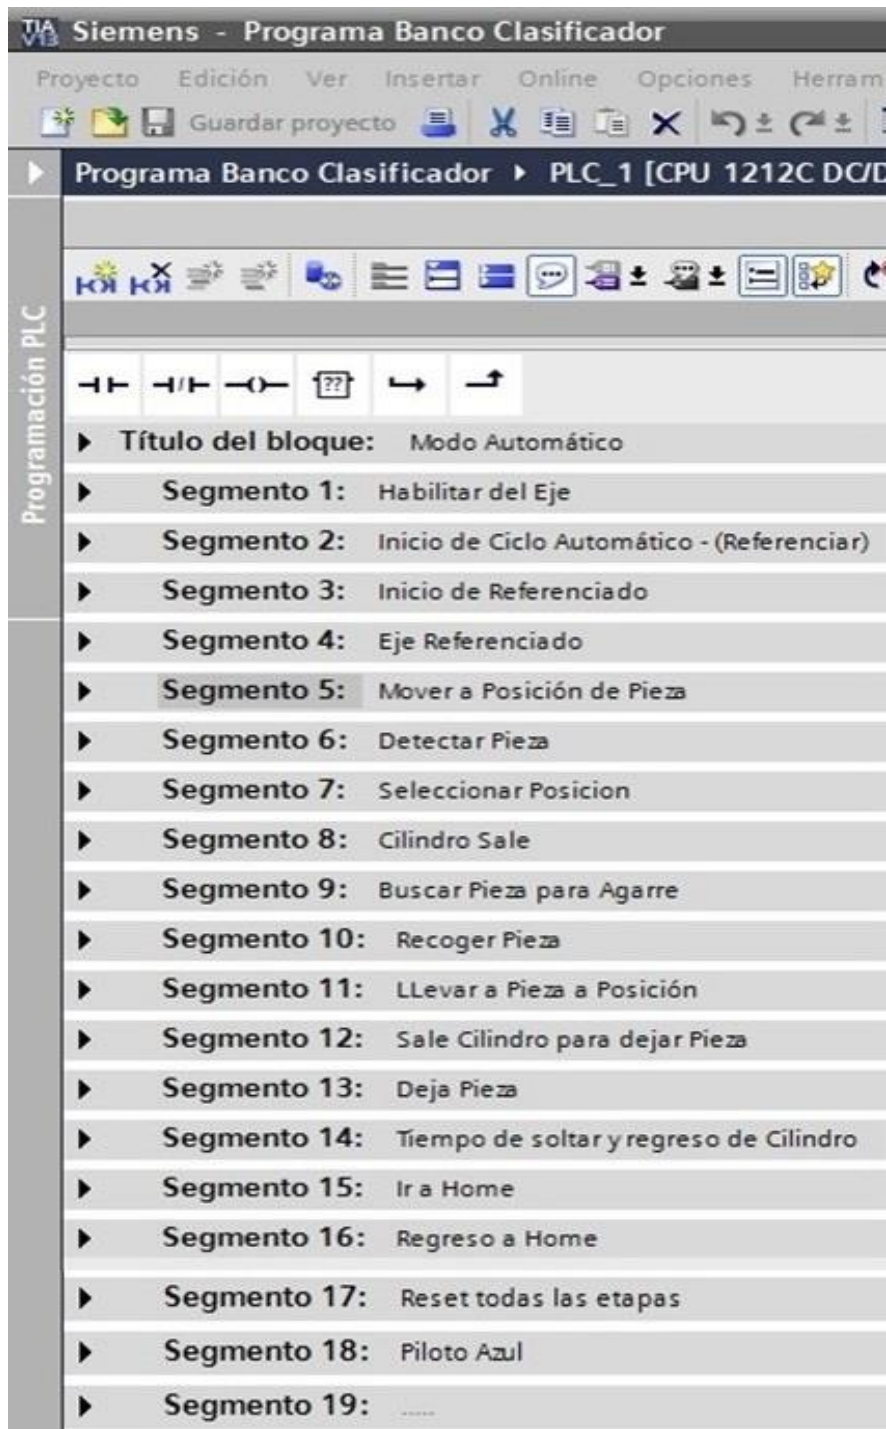 TIA V13 Siemens - Programa Banco Clasificador
Proyecto Edición Ver Insertar Online Opciones Herram
Guardar proyecto
Programa Banco Clasificador PLC_1 [CPU 1212C DC/D
Programación PLC
??
Título del bloque: Modo Automático
Segmento 1: Habilitar del Eje
Segmento 2: Inicio de Ciclo Automático - (Referenciar)
Segmento 3: Inicio de Referenciado
Segmento 4: Eje Referenciado
Segmento 5: Mover a Posición de Pieza
Segmento 6: Detectar Pieza
Segmento 7: Seleccionar Posicion
Segmento 8: Cilindro Sale
Segmento 9: Buscar Pieza para Agarre
Segmento 10: Recoger Pieza
Segmento 11: LLevar a Pieza a Posición
Segmento 12: Sale Cilindro para dejar Pieza
Segmento 13: Deja Pieza
Segmento 14: Tiempo de soltar y regreso de Cilindro
Segmento 15: Ir a Home
Segmento 16: Regreso a Home
Segmento 17: Reset todas las etapas
Segmento 18: Piloto Azul
Segmento 19: .....